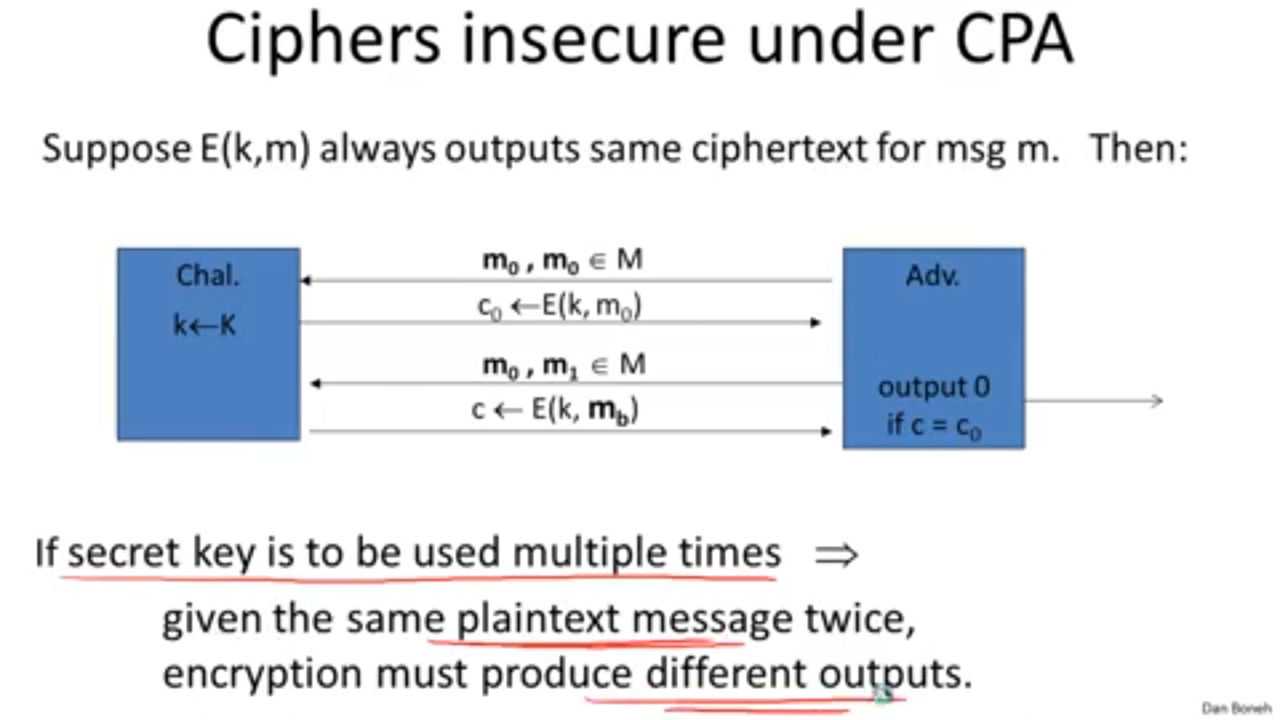 Ciphers insecure under CPA
Suppose E(k,m) always outputs same ciphertext for msg m. Then:
Chal.
k←K
m₀ , m₀ ∈ M
c₀ ←E(k, m₀)
m₀ , m₁ ∈ M
c ← E(k, m_b)
Adv.
output 0
if c = c₀
If secret key is to be used multiple times ⇒
given the same plaintext message twice,
encryption must produce different outputs.
Dan Boneh